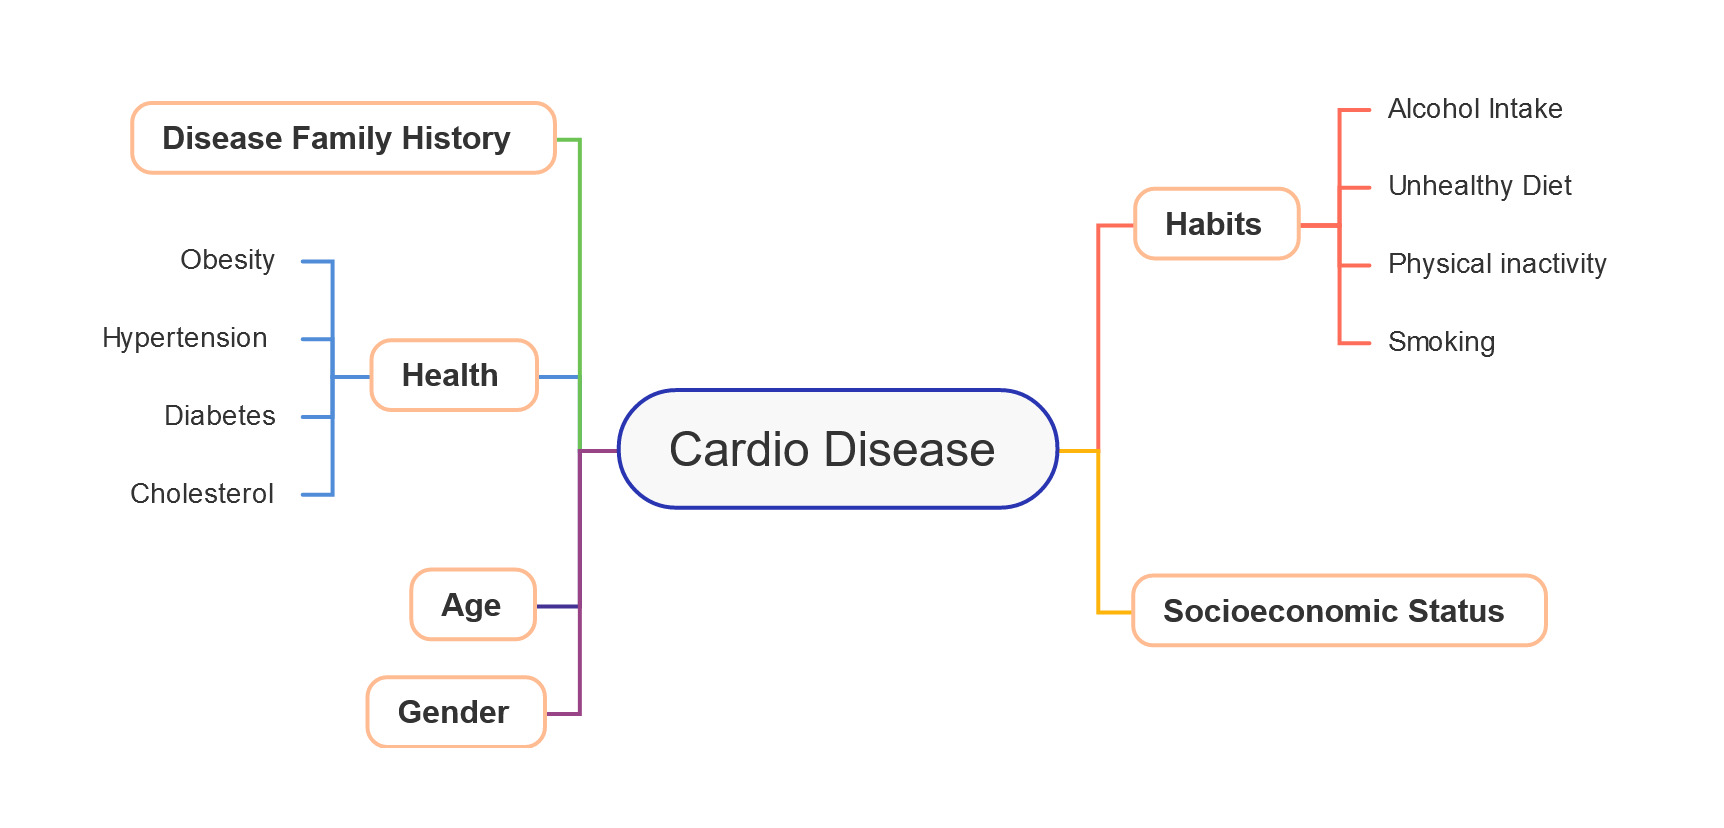 Disease Family History
Obesity
Hypertension
Diabetes
Cholesterol
Health
Age
Gender
Cardio Disease
Habits
Alcohol Intake
Unhealthy Diet
Physical inactivity
Smoking
Socioeconomic Status